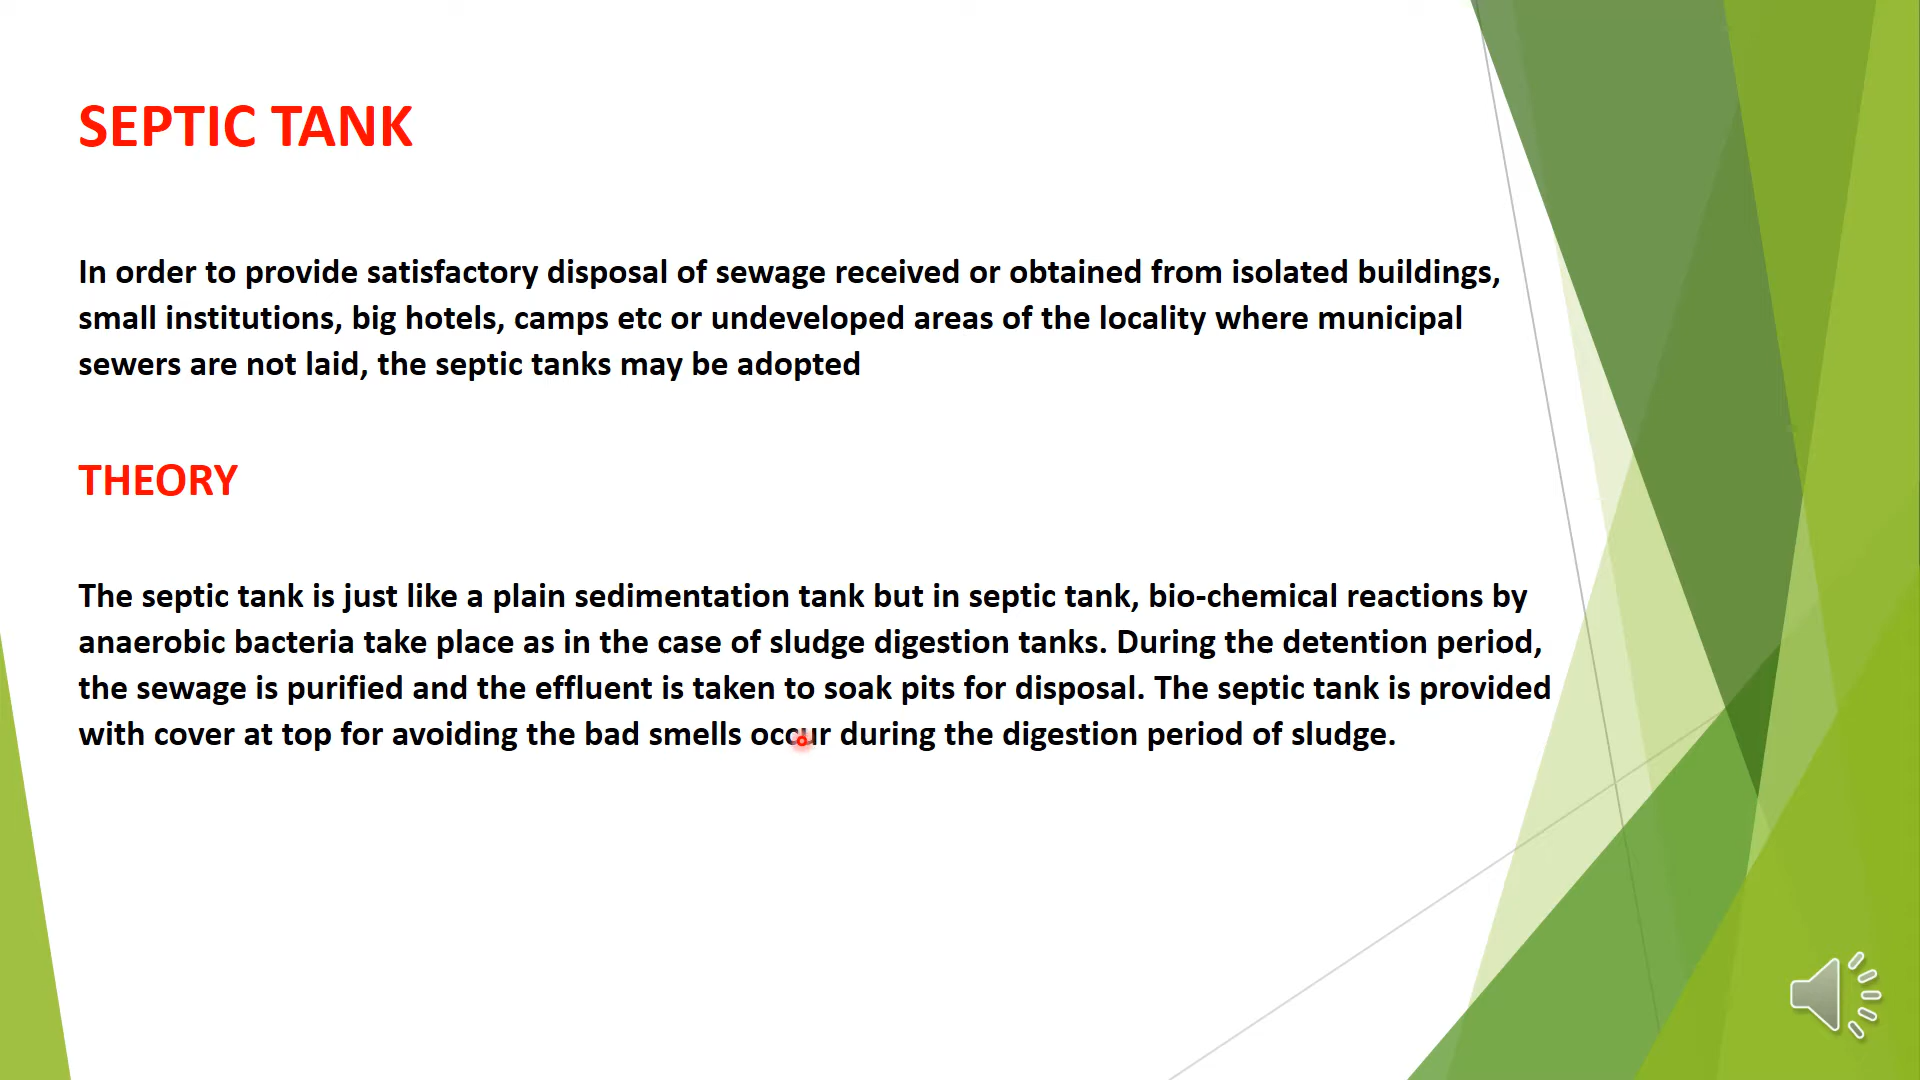 SEPTIC TANK
In order to provide satisfactory disposal of sewage received or obtained from isolated buildings,
small institutions, big hotels, camps etc or undeveloped areas of the locality where municipal
sewers are not laid, the septic tanks may be adopted
THEORY
The septic tank is just like a plain sedimentation tank but in septic tank, bio-chemical reactions by
anaerobic bacteria take place as in the case of sludge digestion tanks. During the detention period,
the sewage is purified and the effluent is taken to soak pits for disposal. The septic tank is provided
with cover at top for avoiding the bad smells occur during the digestion period of sludge.